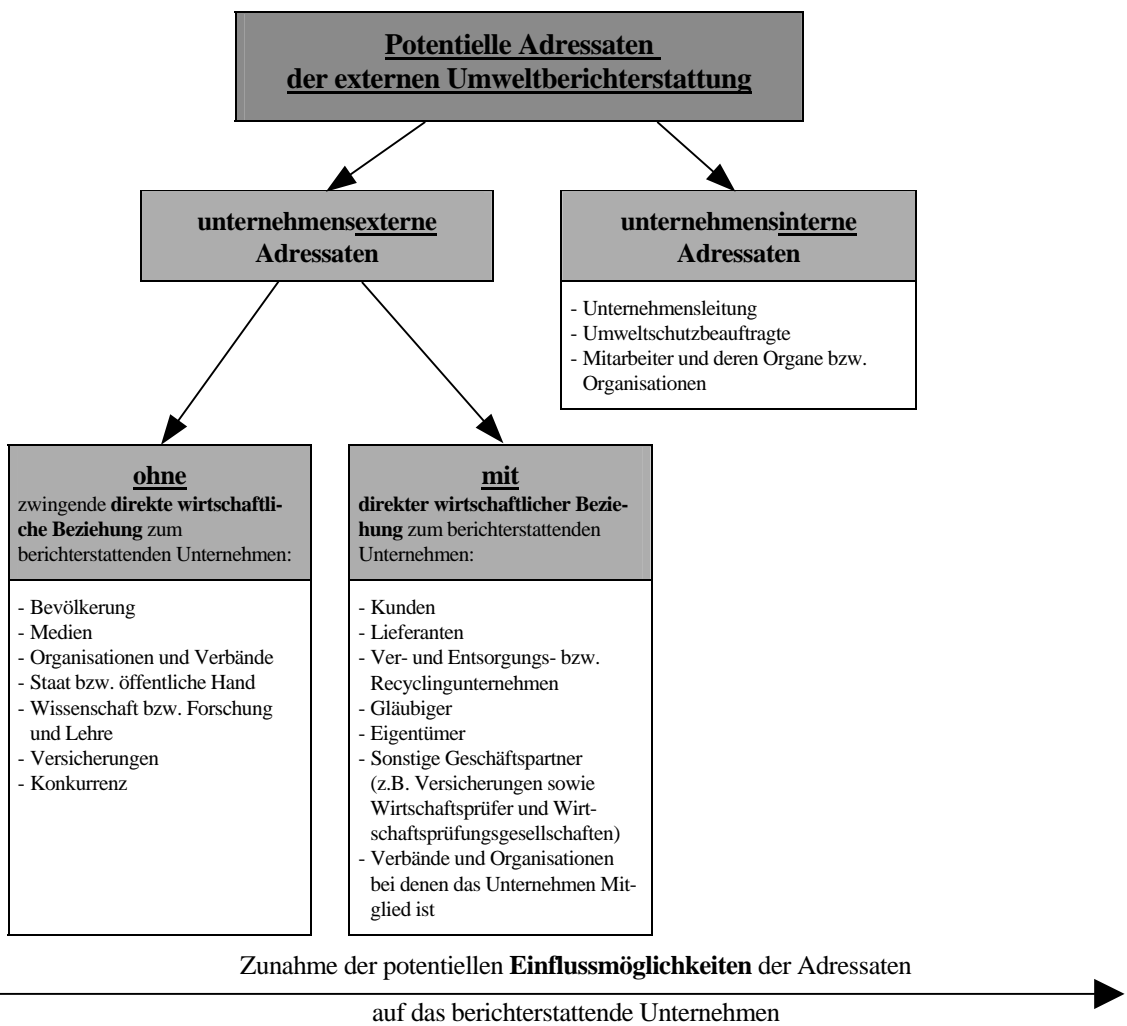 Potentielle Adressaten
der externen Umweltberichterstattung
unternehmensexterne
Adressaten
unternehmensinterne
Adressaten
- Unternehmensleitung
- Umweltschutzbeauftragte
- Mitarbeiter und deren Organe bzw.
Organisationen
ohne
zwingende direkte wirtschaftli-
che Beziehung zum
berichterstattenden Unternehmen:
- Bevölkerung
- Medien
- Organisationen und Verbände
- Staat bzw. öffentliche Hand
- Wissenschaft bzw. Forschung
und Lehre
- Versicherungen
- Konkurrenz
mit
direkter wirtschaftlicher Bezie-
hung zum berichterstattenden
Unternehmen:
- Kunden
- Lieferanten
- Ver- und Entsorgungs- bzw.
Recyclingunternehmen
- Gläubiger
- Eigentümer
- Sonstige Geschäftspartner
(z.B. Versicherungen sowie
Wirtschaftsprüfer und Wirt-
schaftsprüfungsgesellschaften)
- Verbände und Organisationen
bei denen das Unternehmen Mit-
glied ist
Zunahme der potentiellen Einflussmöglichkeiten der Adressaten
auf das berichterstattende Unternehmen